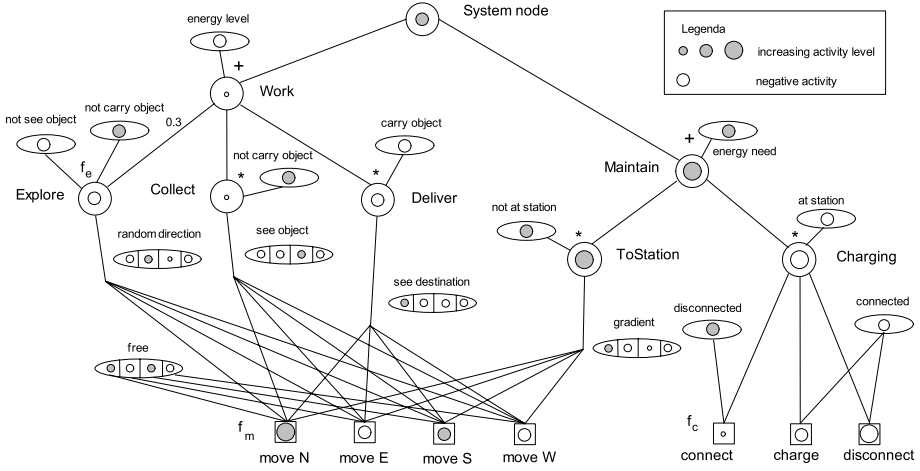 System node
Legenda
increasing activity level
negative activity
energy level
+
Work
not see object
not carry object
0.3
f e
Explore
Collect
*
not carry object
carry object
*
Deliver
+
energy need
Maintain
not at station
*
ToStation
at station
*
Charging
random direction
see object
see destination
gradient
disconnected
connected
free
f m
move N
move E
move S
move W
f c
connect
charge
disconnect